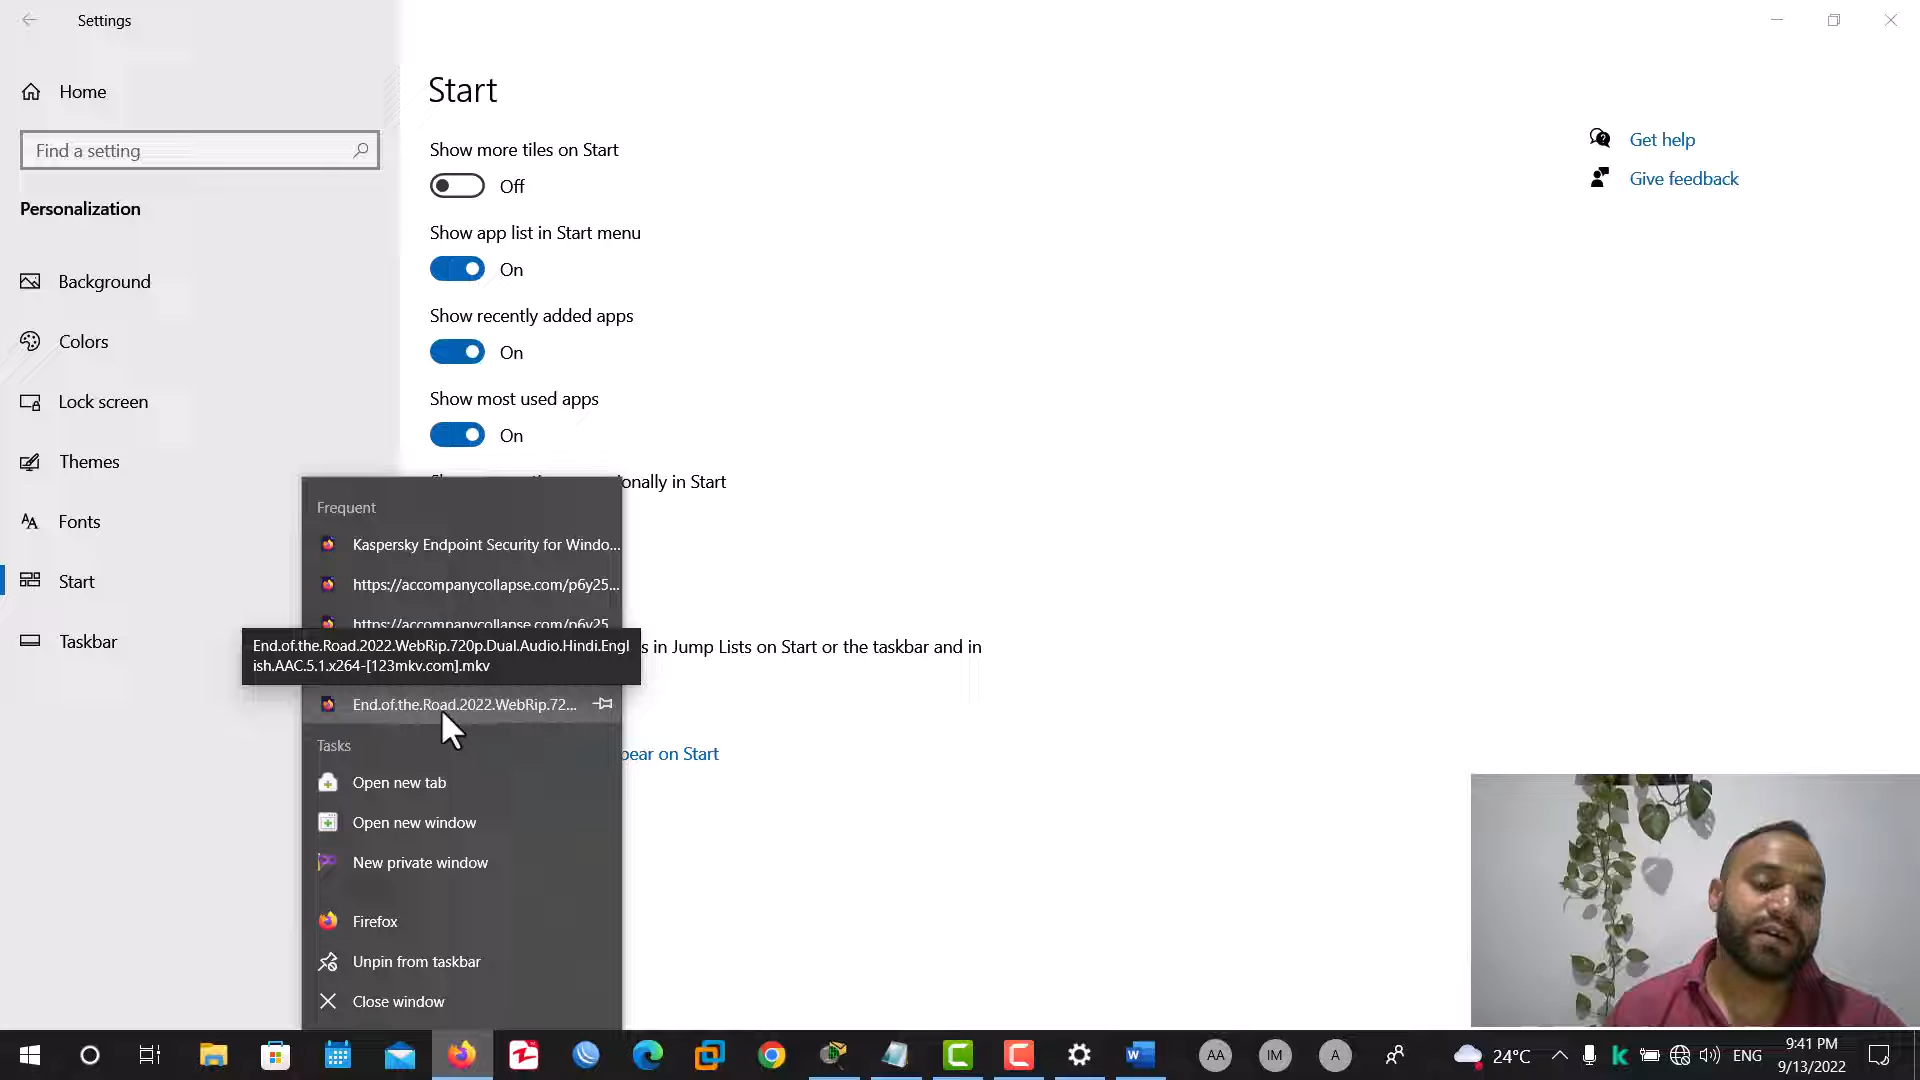 Settings
Home
Find a setting
Personalization
Background
Colors
Lock screen
Themes
Fonts
Start
Taskbar
Start
Show more tiles on Start
Off
Show app list in Start menu
On
Show recently added apps
On
Show most used apps
On
onally in Start
s in Jump Lists on Start or the taskbar and in
pear on Start
Get help
Give feedback
Frequent
Kaspersky Endpoint Security for Windo...
https://accompanycollapse.com/p6y25...
https://accompanycollapse.com/p6y25
End.of.the.Road.2022.WebRip.720p.Dual.Audio.Hindi.Engl
ish.AAC.5.1.x264-[123mkv.com].mkv
End.of.the.Road.2022.WebRip.72...
Tasks
Open new tab
Open new window
New private window
Firefox
Unpin from taskbar
Close window
AA
IM
A
24°C
ENG
9:41 PM
9/13/2022